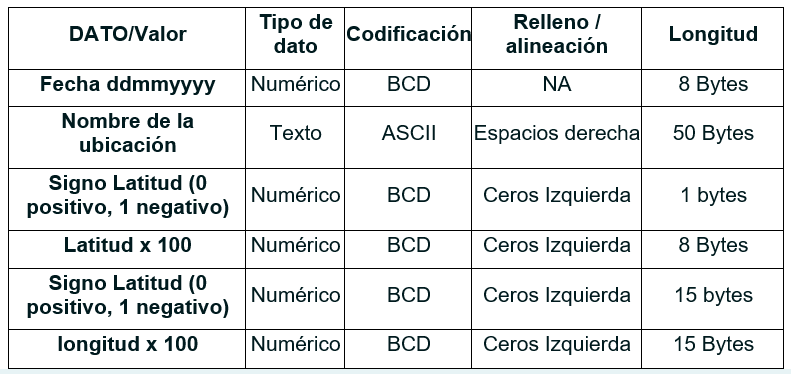 DATO/Valor Tipo de dato Codificación Relleno / alineación Longitud
Fecha ddmmyyyy Numérico BCD NA 8 Bytes
Nombre de la ubicación Texto ASCII Espacios derecha 50 Bytes
Signo Latitud (0 positivo, 1 negativo) Numérico BCD Ceros Izquierda 1 bytes
Latitud x 100 Numérico BCD Ceros Izquierda 8 Bytes
Signo Latitud (0 positivo, 1 negativo) Numérico BCD Ceros Izquierda 15 bytes
longitud x 100 Numérico BCD Ceros Izquierda 15 Bytes